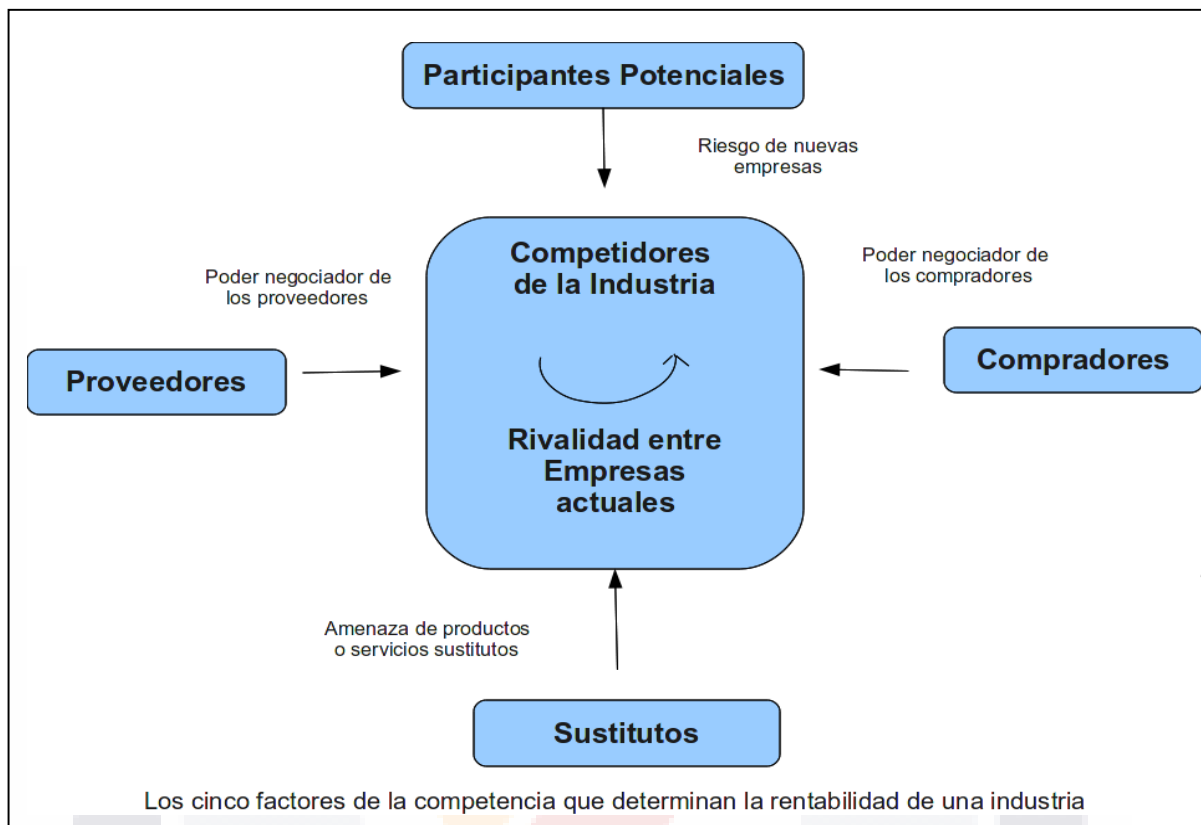 Participantes Potenciales
Riesgo de nuevas
empresas
Competidores
de la Industria
Poder negociador de
los compradores
Poder negociador de
los proveedores
Proveedores
Compradores
Rivalidad entre
Empresas
actuales
Amenaza de productos
o servicios sustitutos
Sustitutos
Los cinco factores de la competencia que determinan la rentabilidad de una industria